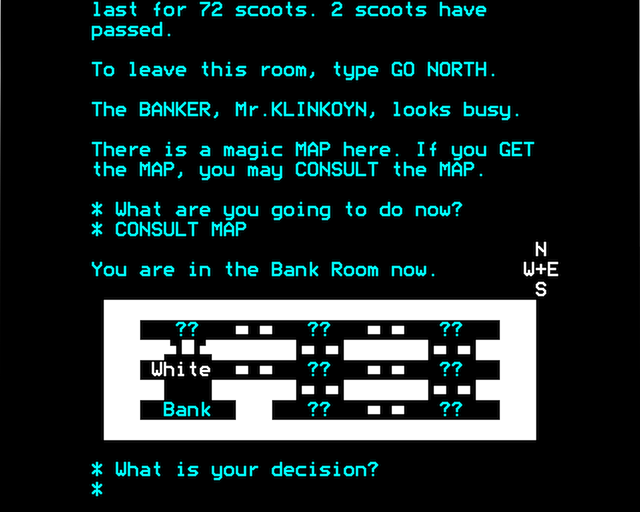 last for 72 scoots. 2 scoots have
passed.
To leave this room, type GO NORTH.
The BANKER, Mr.KLINKOYN, looks busy.
There is a magic MAP here. If you GET
the MAP, you may CONSULT the MAP.
* What are you going to do now?
* CONSULT MAP
N
You are in the Bank Room now. W+E
S
?? ?? ??
White ?? ??
Bank ?? ??
* What is your decision?
*